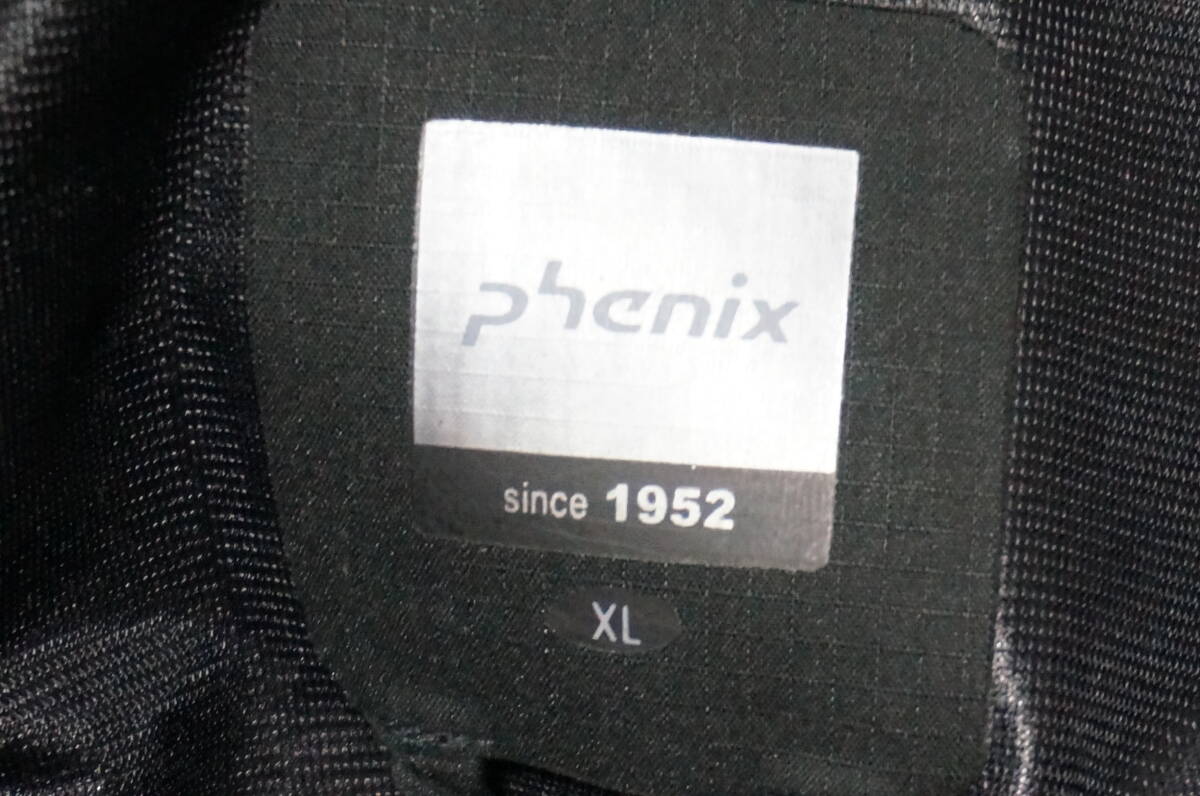 phenix
since 1952
XL